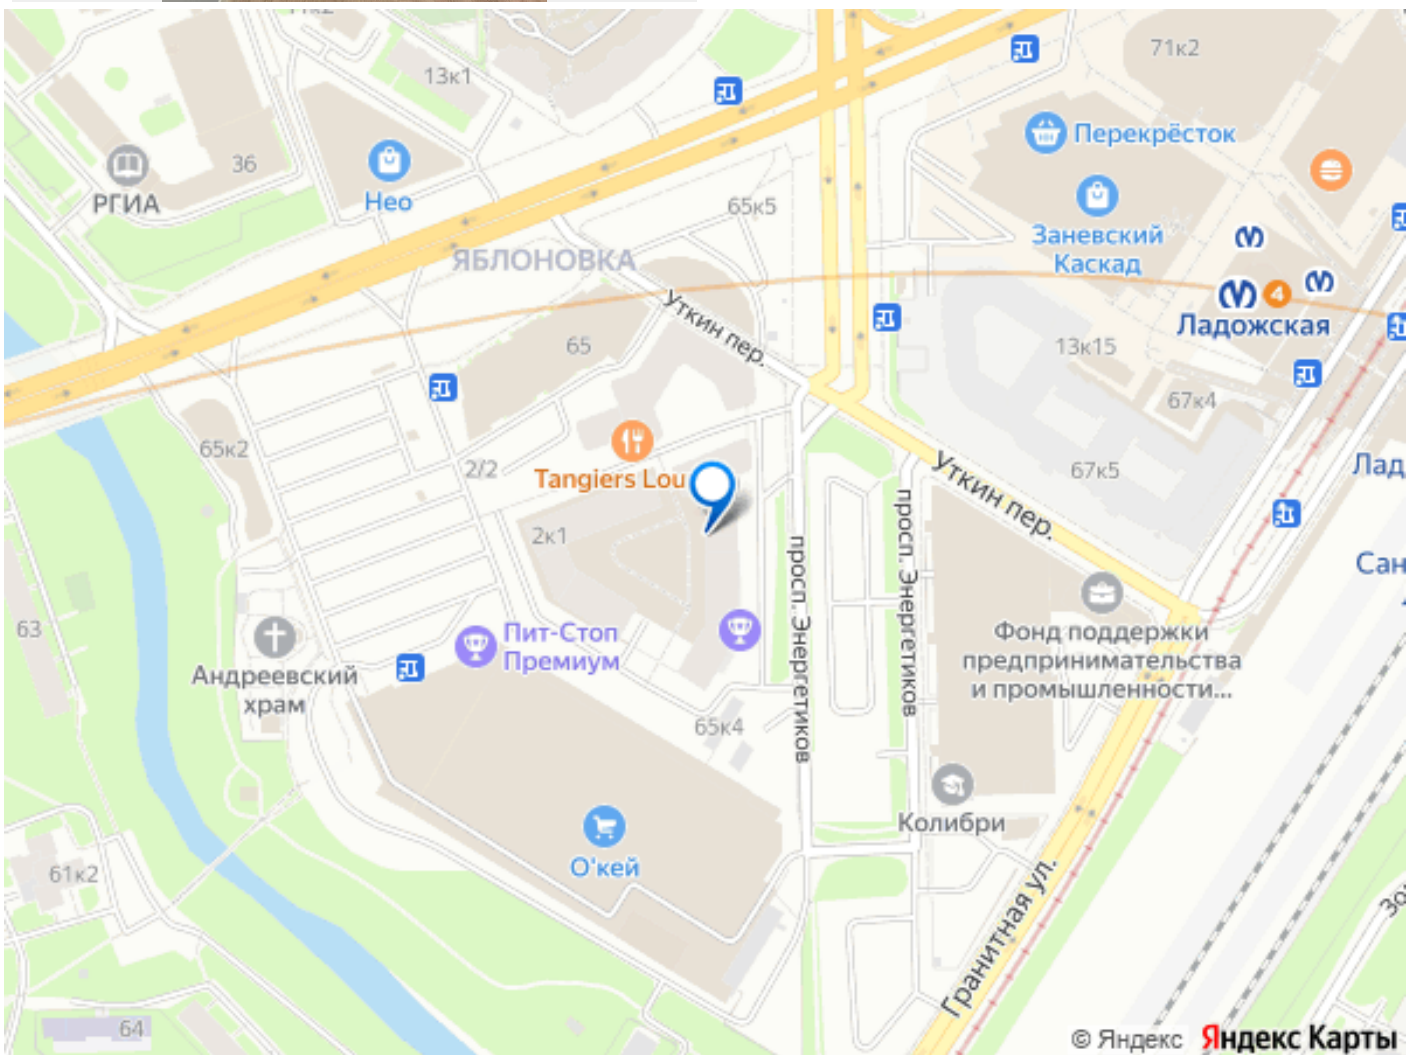 71к2
13к1
Перекрёсток
36
РГИА
Нео
65к5
Заневский
Каскад
ЯБЛОНОВКА
4
Ладожская
Уткин пер.
65
13к15
67к4
65к2
2/2
Tangiers Lou
67к5
Уткин пер.
Лад
2к1
просп. Энергетиков
просп. Энергетиков
Сан
63
Пит-Стоп
Премиум
Фонд поддержки
предпринимательства
и промышленности...
Андреевский
храм
65к4
Колибри
О'кей
61к2
Гранитная ул.
64
© Яндекс Яндекс Карты